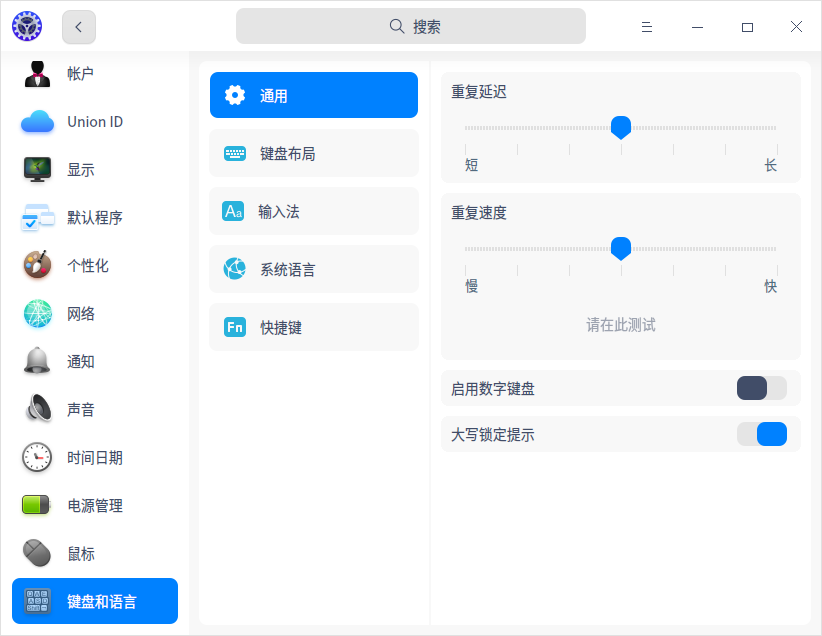 搜索
帐户
Union ID
显示
默认程序
个性化
网络
通知
声音
时间日期
电源管理
鼠标
键盘和语言
通用
键盘布局
Aa
输入法
系统语言
Fn
快捷键
重复延迟
短
长
重复速度
慢
快
请在此测试
启用数字键盘
大写锁定提示